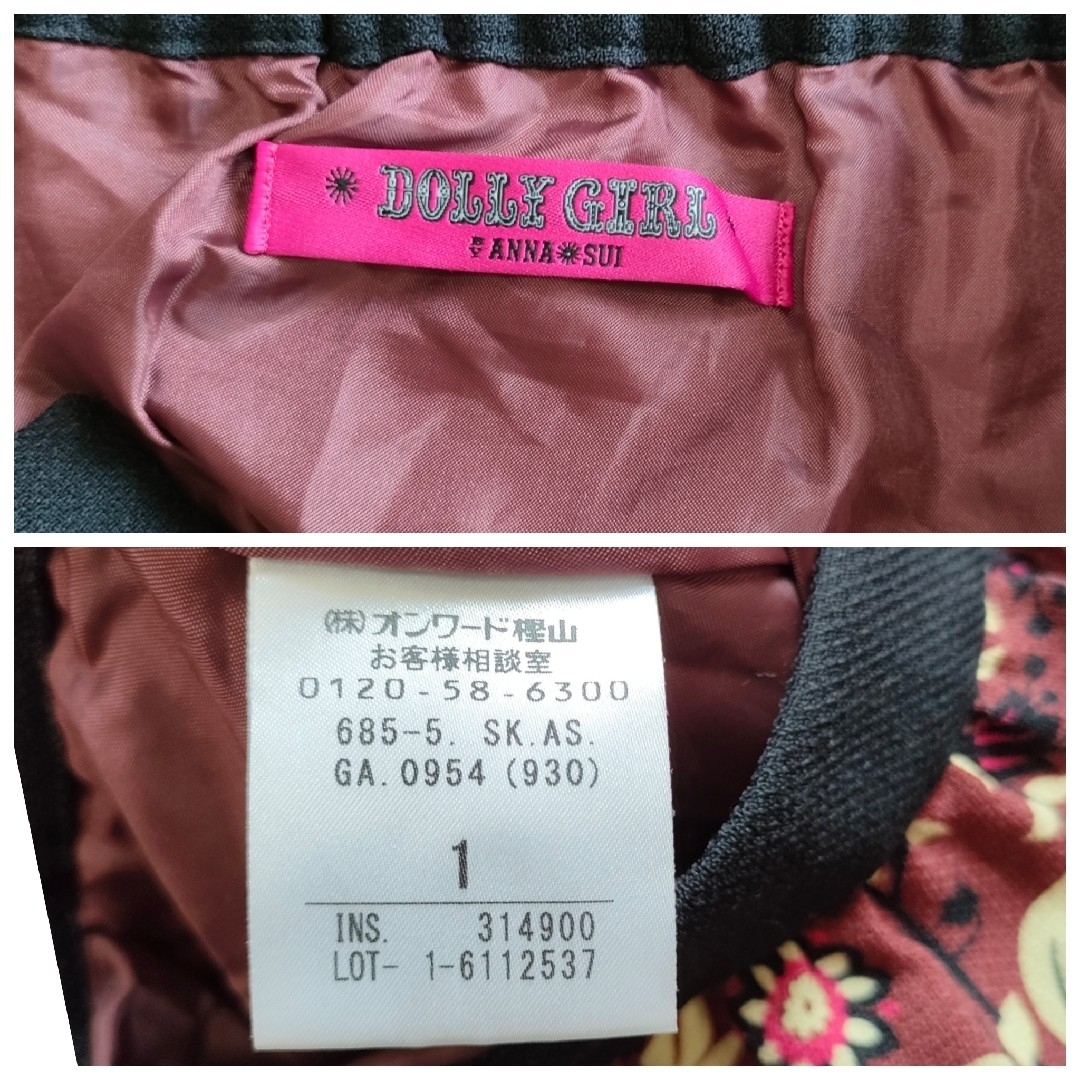 DOLLY GIRL
BY ANNA SUI
(株)オンワード樫山
お客様相談室
0120-58-6300
685-5. SK.AS.
GA.0954 (930)
1
INS. 314900
LOT- 1-6112537